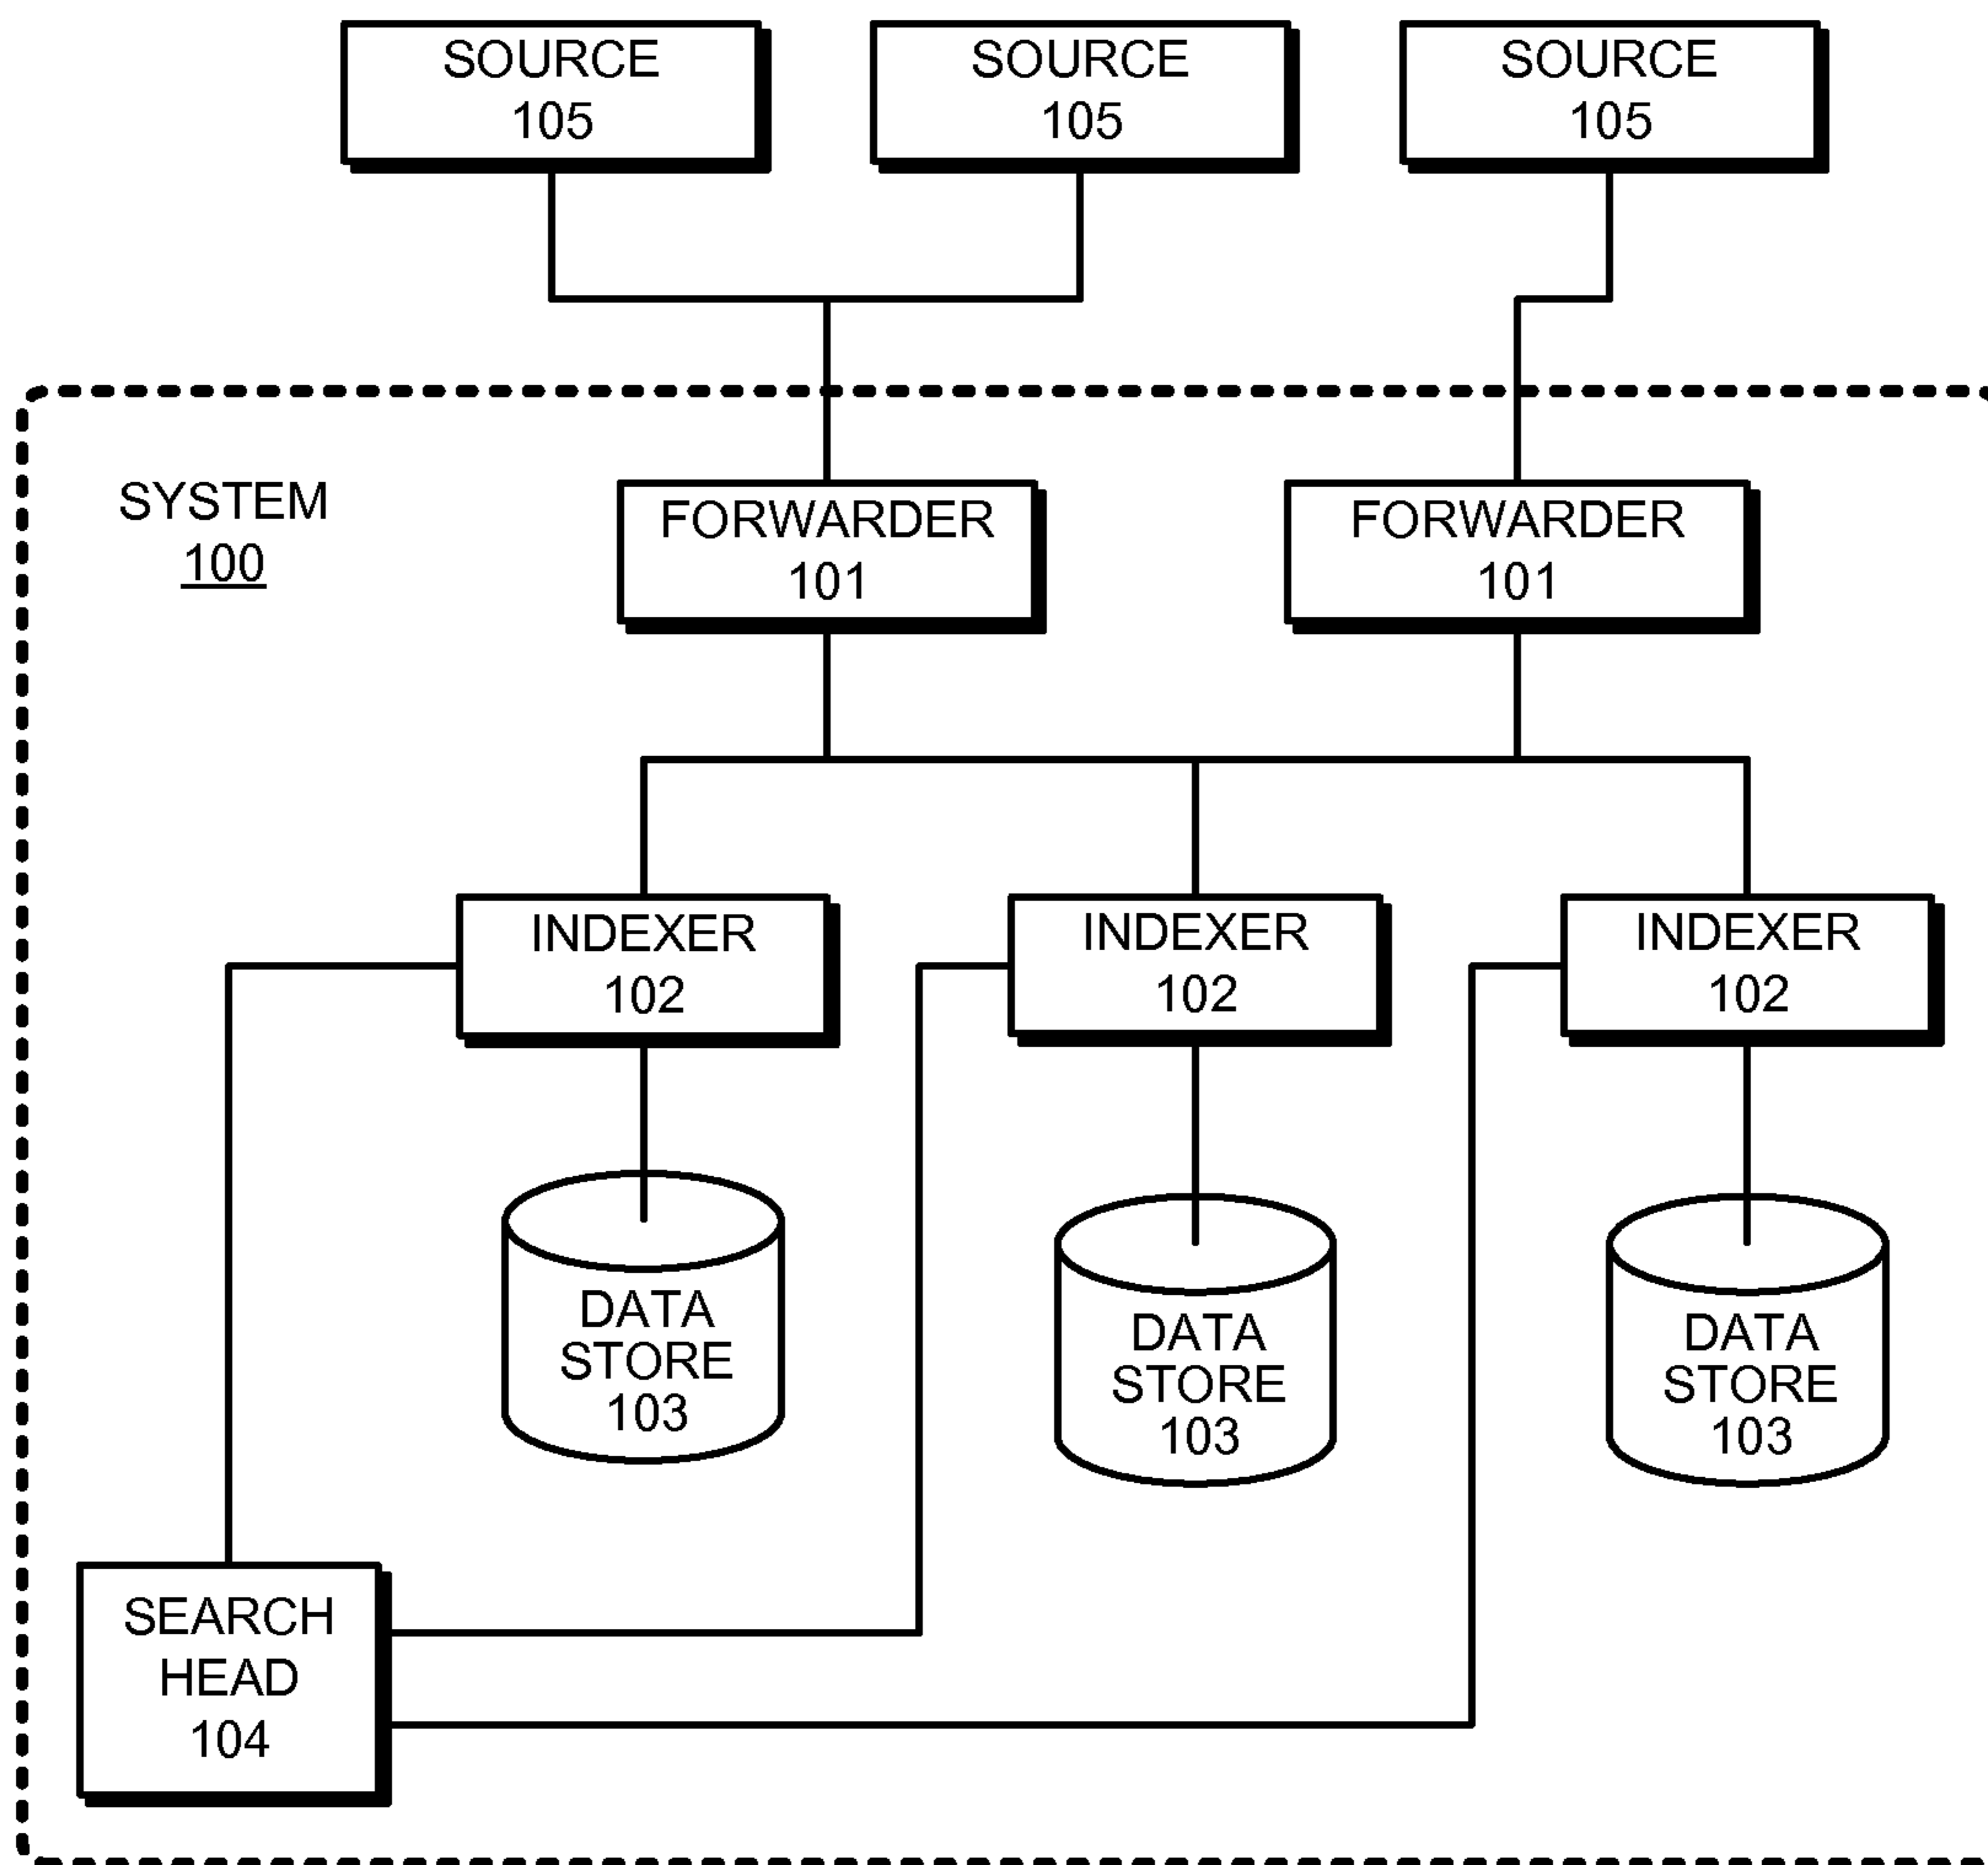 SOURCE
105
SOURCE
105
SOURCE
105
SYSTEM
100
FORWARDER
101
FORWARDER
101
INDEXER
102
INDEXER
102
INDEXER
102
DATA
STORE
103
DATA
STORE
103
DATA
STORE
103
SEARCH
HEAD
104